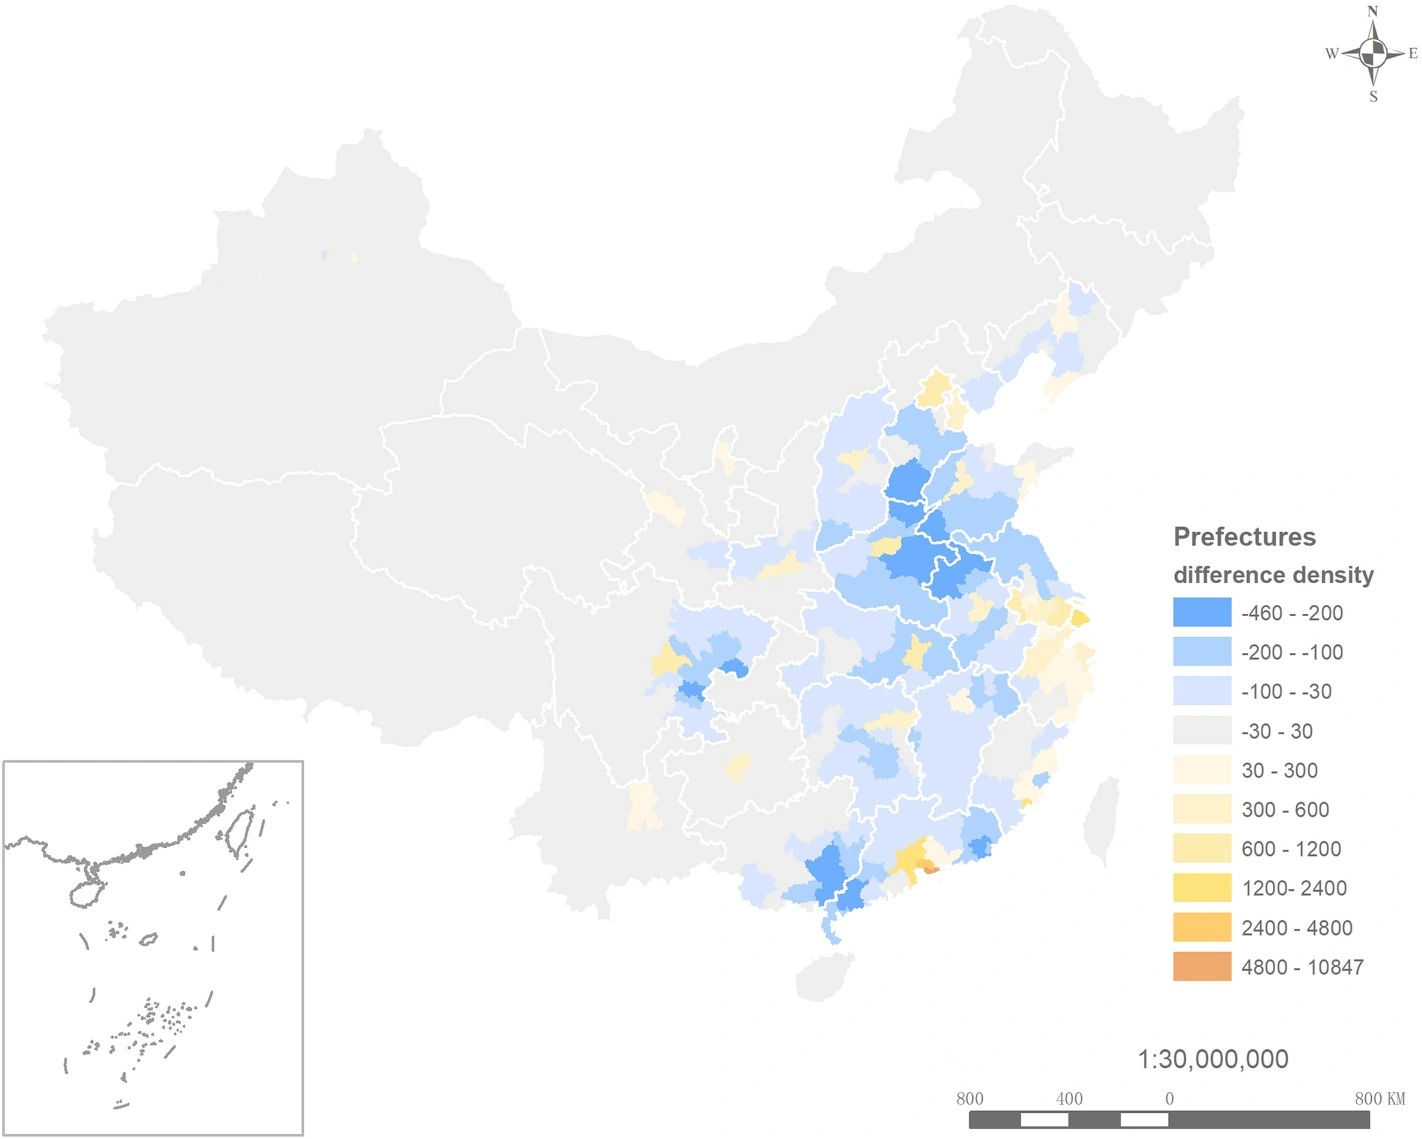 N
W E
S
Prefectures
difference density
-460 - -200
-200 - -100
-100 - -30
-30 - 30
30 - 300
300 - 600
600 - 1200
1200- 2400
2400 - 4800
4800 - 10847
1:30,000,000
800 400 0 800 KM